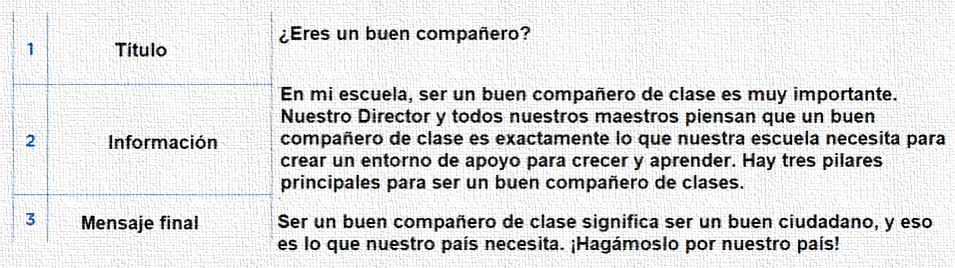 1 Título ¿Eres un buen compañero?
2 Información En mi escuela, ser un buen compañero de clase es muy importante.
Nuestro Director y todos nuestros maestros piensan que un buen
compañero de clase es exactamente lo que nuestra escuela necesita para
crear un entorno de apoyo para crecer y aprender. Hay tres pilares
principales para ser un buen compañero de clases.
3 Mensaje final Ser un buen compañero de clase significa ser un buen ciudadano, y eso
es lo que nuestro país necesita. ¡Hagámoslo por nuestro país!